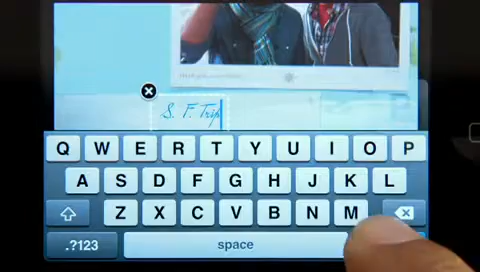 S. F. Trip
Q W E R T Y U I O P
A S D F G H J K L
Z X C V B N M
.?123 space